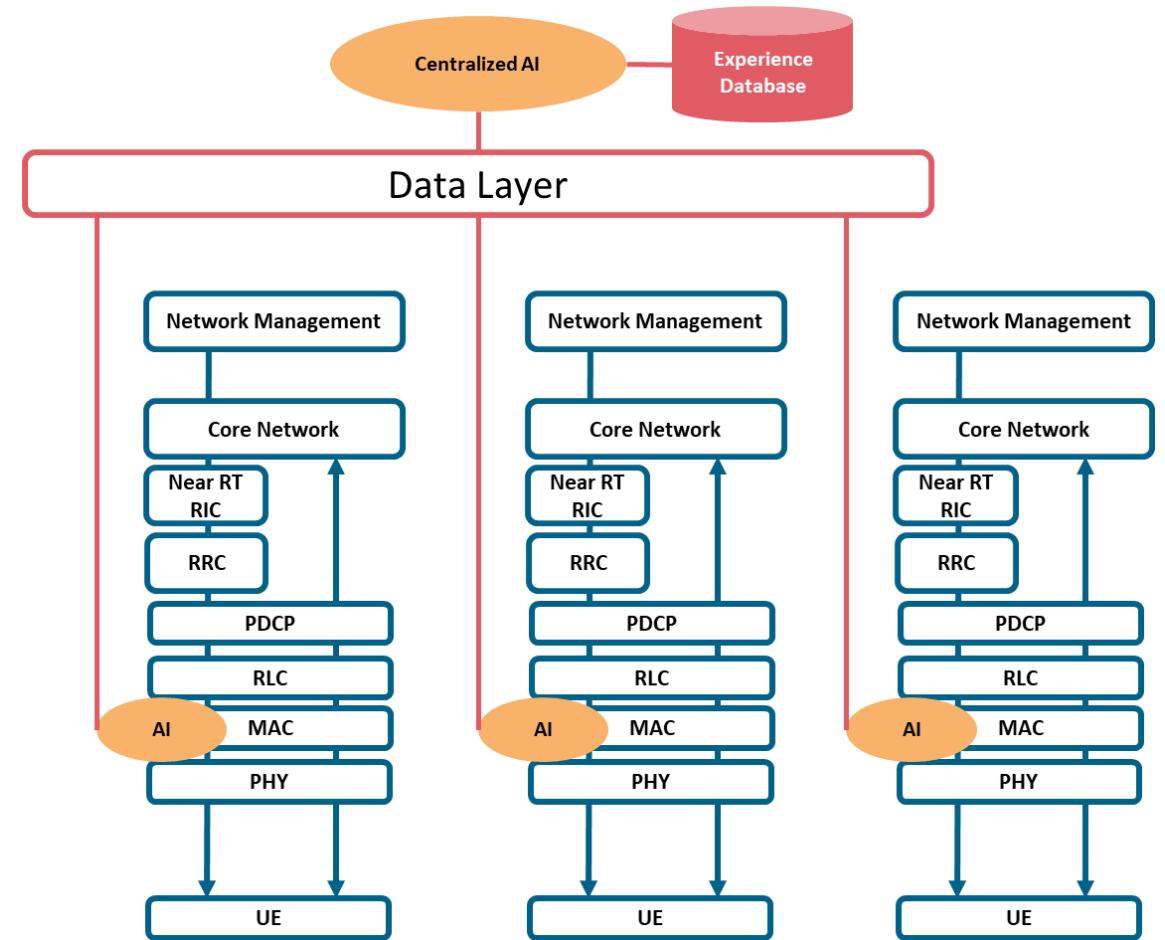 Centralized AI
Experience
Database
Data Layer
Network Management
Core Network
Near RT
RIC
RRC
PDCP
RLC
AI
MAC
PHY
UE
Network Management
Core Network
Near RT
RIC
RRC
PDCP
RLC
AI
MAC
PHY
UE
Network Management
Core Network
Near RT
RIC
RRC
PDCP
RLC
AI
MAC
PHY
UE